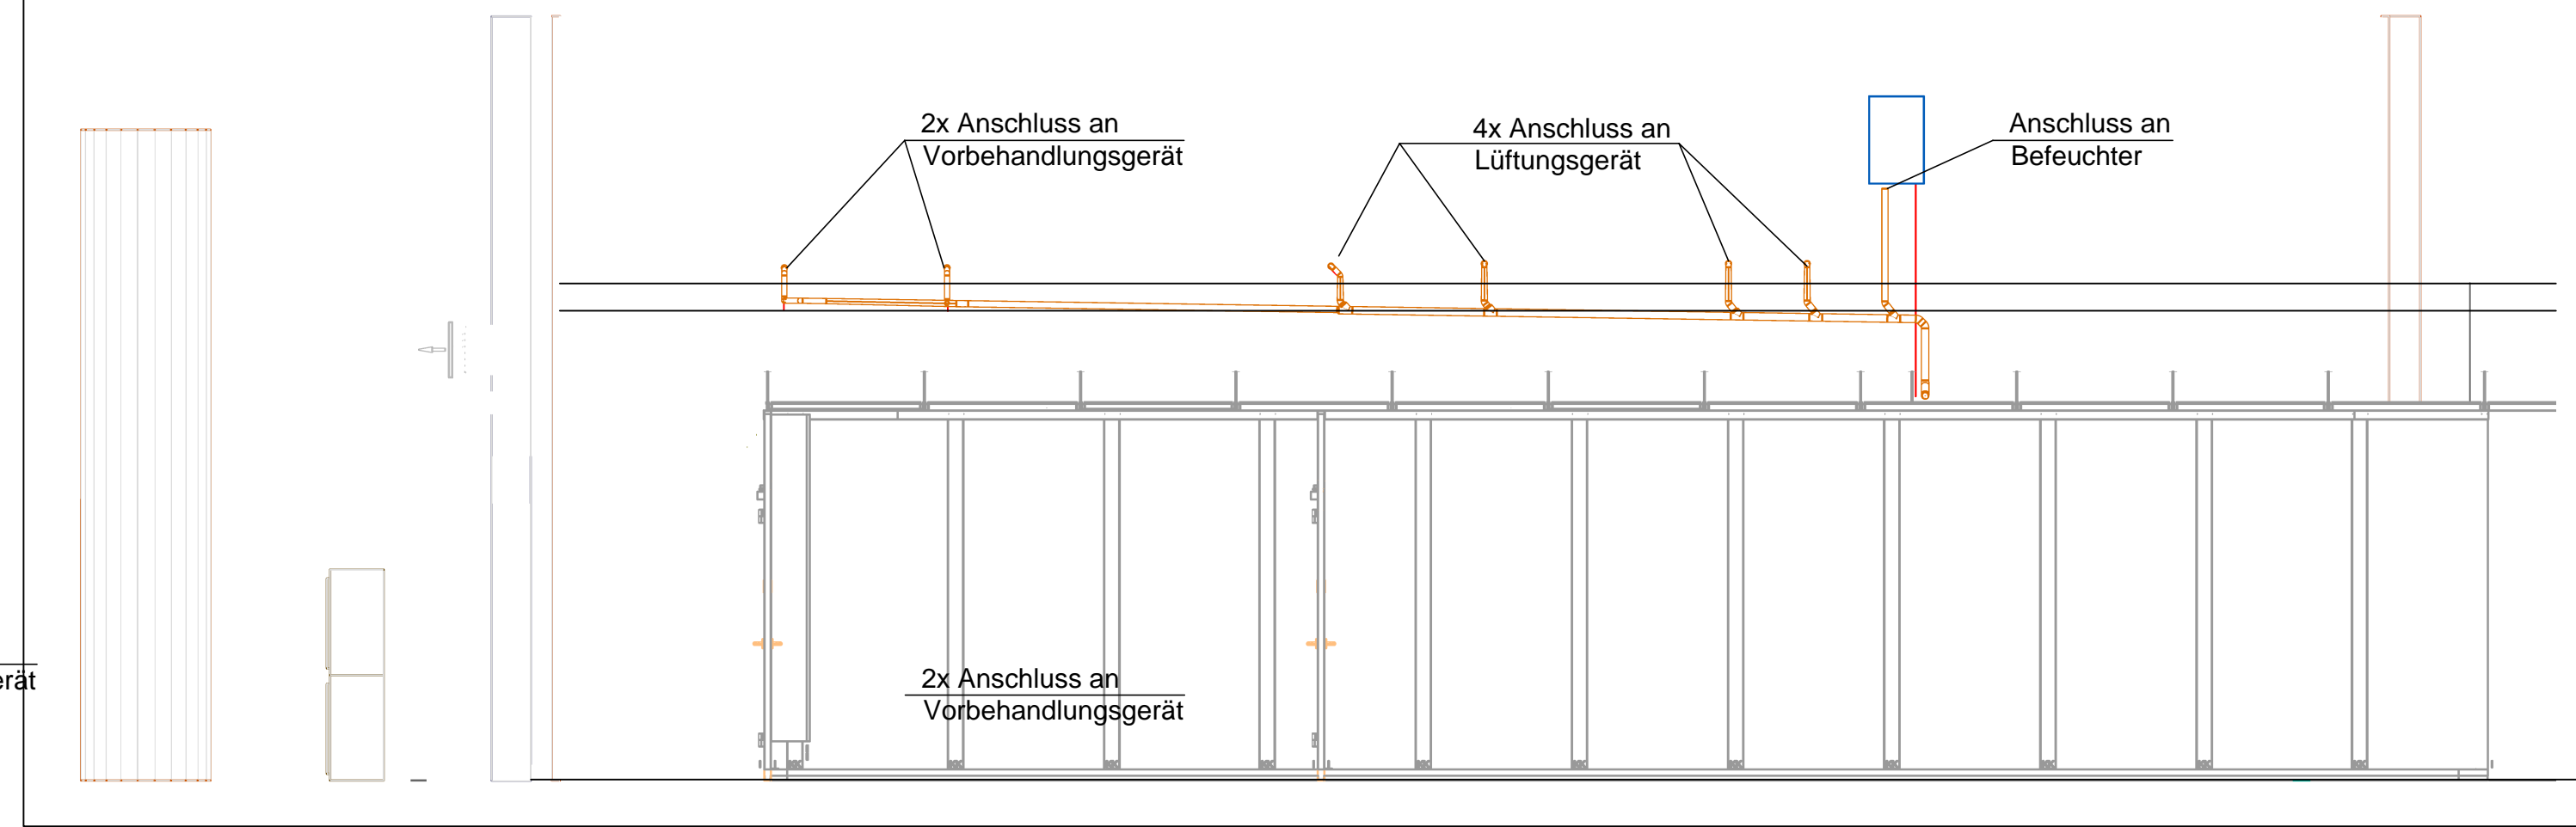 2x Anschluss an
Vorbehandlungsgerät
4x Anschluss an
Lüftungsgerät
Anschluss an
Befeuchter
2x Anschluss an
Vorbehandlungsgerät
erät